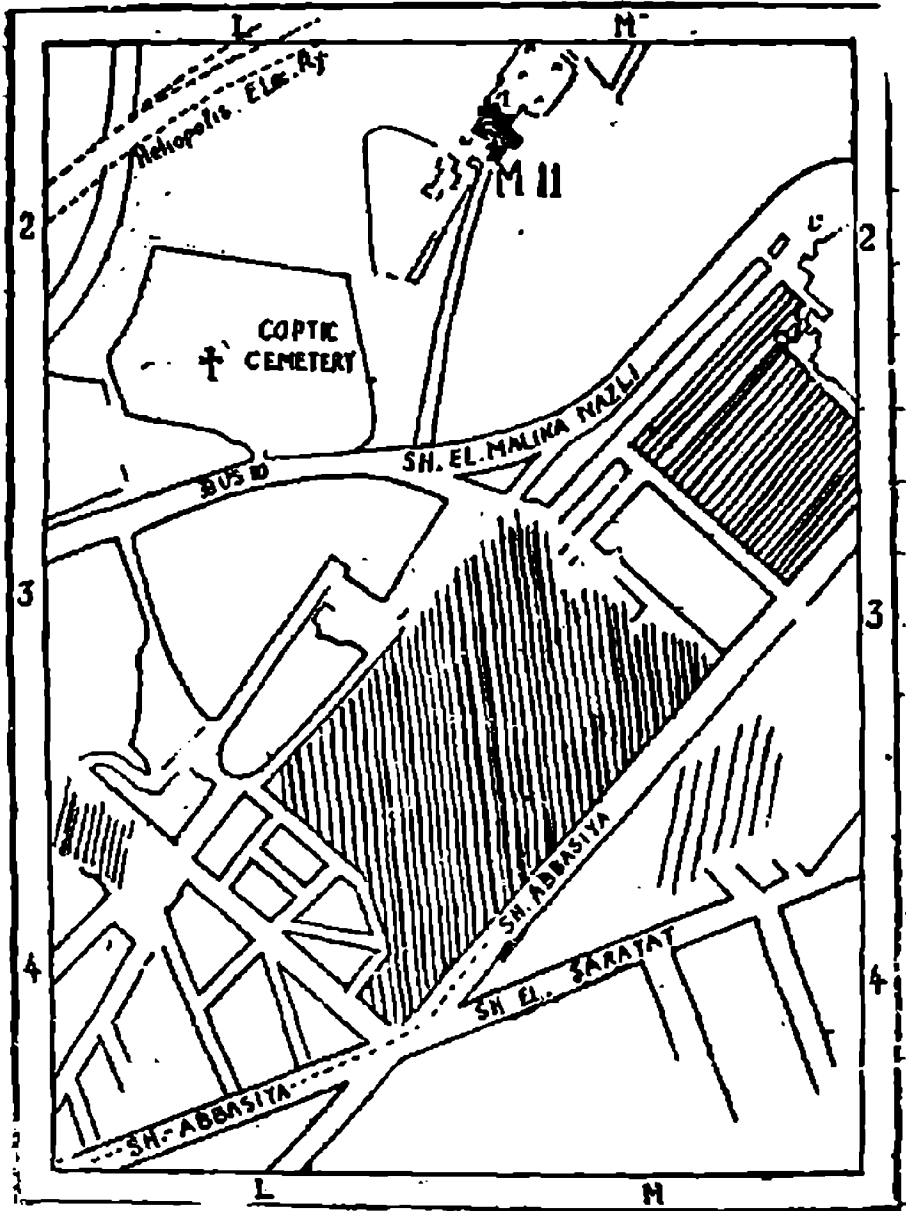 L
M
Heliopolis Elec. Ry
M 11
2
2
COPTIC
CEMETERY
SH. EL. MALIKA NAZLI
BUS 10
3
3
SH. ABBASIYA
4
4
SH EL. SARAYAT
SH. ABBASIYA
L
M